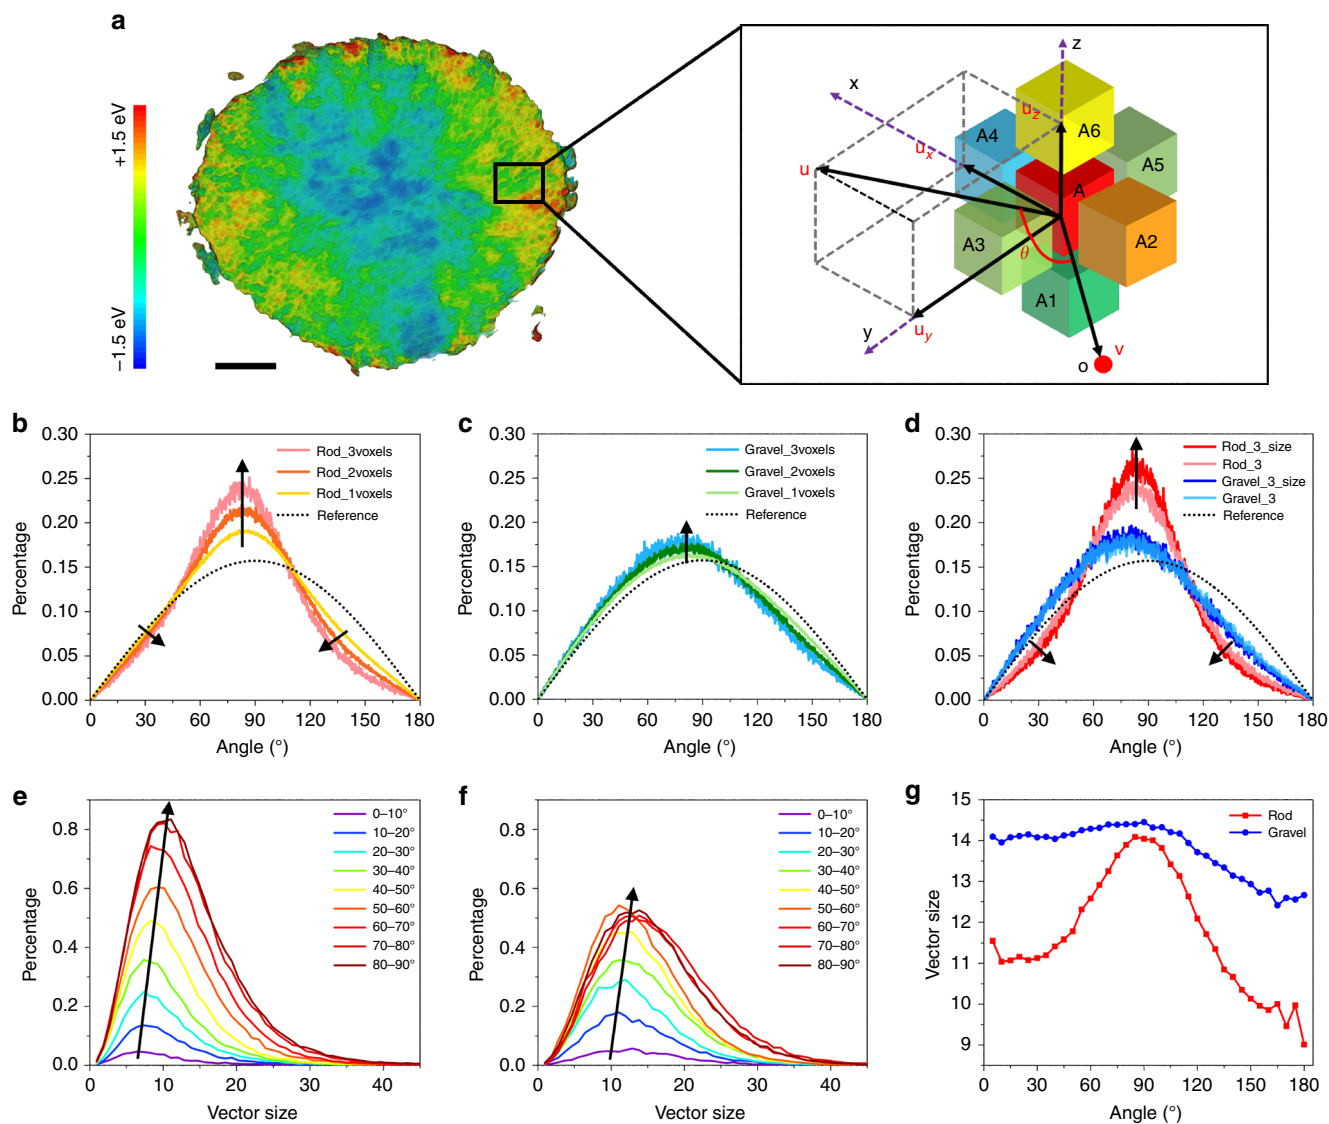 a
+1.5 eV
−1.5 eV
z
x
u_z
A4
A6
A5
u_x
u
A
A3
θ
A2
A1
y
u_y
o
v
b
0.30
0.25
0.20
0.15
0.10
0.05
0.00
Percentage
Rod_3voxels
Rod_2voxels
Rod_1voxels
Reference
0 30 60 90 120 150 180
Angle (°)
c
0.30
0.25
0.20
0.15
0.10
0.05
0.00
Percentage
Gravel_3voxels
Gravel_2voxels
Gravel_1voxels
Reference
0 30 60 90 120 150 180
Angle (°)
d
0.30
0.25
0.20
0.15
0.10
0.05
0.00
Percentage
Rod_3_size
Rod_3
Gravel_3_size
Gravel_3
Reference
0 30 60 90 120 150 180
Angle (°)
e
0.8
0.6
0.4
0.2
0.0
Percentage
0–10°
10–20°
20–30°
30–40°
40–50°
50–60°
60–70°
70–80°
80–90°
0 10 20 30 40
Vector size
f
0.8
0.6
0.4
0.2
0.0
Percentage
0–10°
10–20°
20–30°
30–40°
40–50°
50–60°
60–70°
70–80°
80–90°
0 10 20 30 40
Vector size
g
15
14
13
12
11
10
9
Vector size
Rod
Gravel
0 30 60 90 120 150 180
Angle (°)